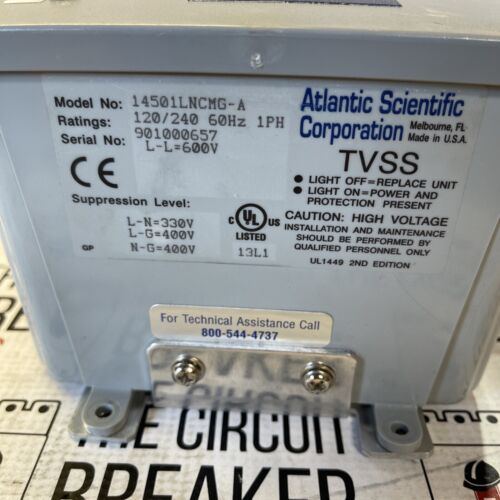 Model No: 14501LNCMG-A
Ratings: 120/240 60Hz 1PH
Serial No: 901000657
L-L=600V
CE
Suppression Level:
L-N=330V
L-G=400V
GP N-G=400V
C UL US
LISTED
13L1
Atlantic Scientific
Corporation
Melbourne, FL
Made in U.S.A.
TVSS
● LIGHT OFF=REPLACE UNIT
● LIGHT ON=POWER AND
PROTECTION PRESENT
CAUTION: HIGH VOLTAGE
INSTALLATION AND MAINTENANCE
SHOULD BE PERFORMED BY
QUALIFIED PERSONNEL ONLY
UL1449 2ND EDITION
For Technical Assistance Call
800-544-4737
THE CIRCUIT
BREAKER